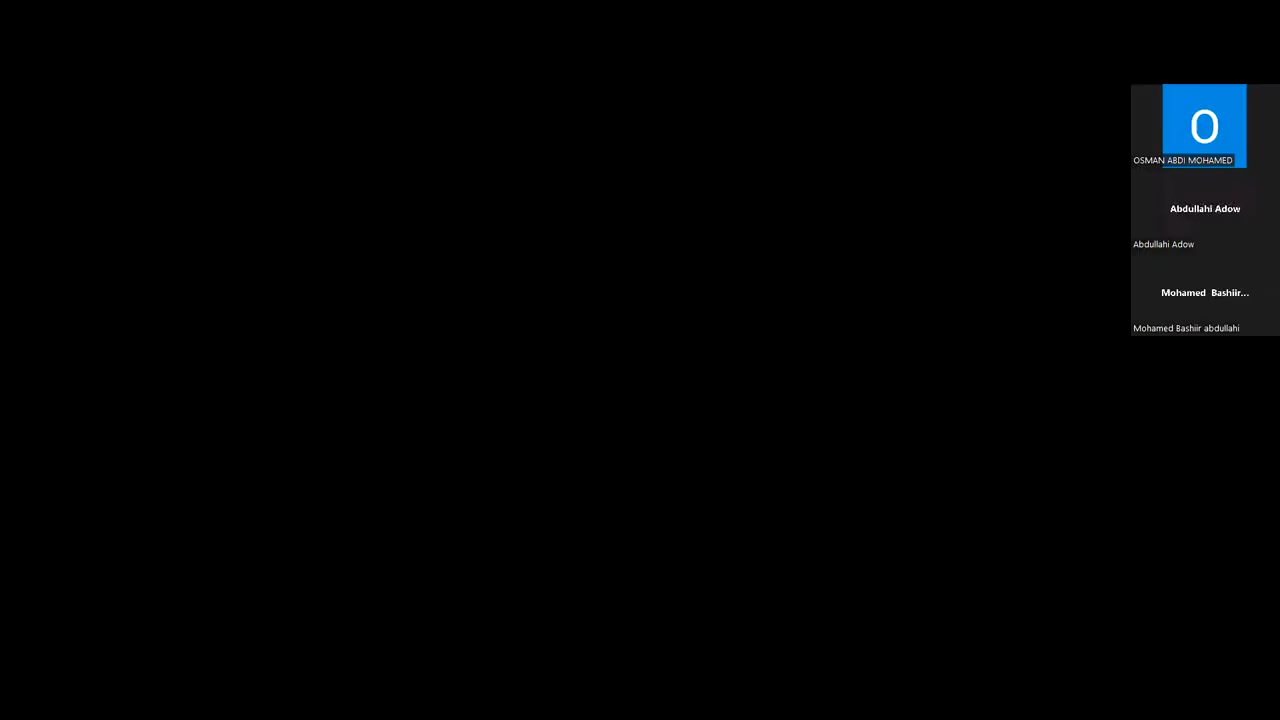 O
OSMAN ABDI MOHAMED
Abdullahi Adow
Abdullahi Adow
Mohamed Bashiir...
Mohamed Bashiir abdullahi